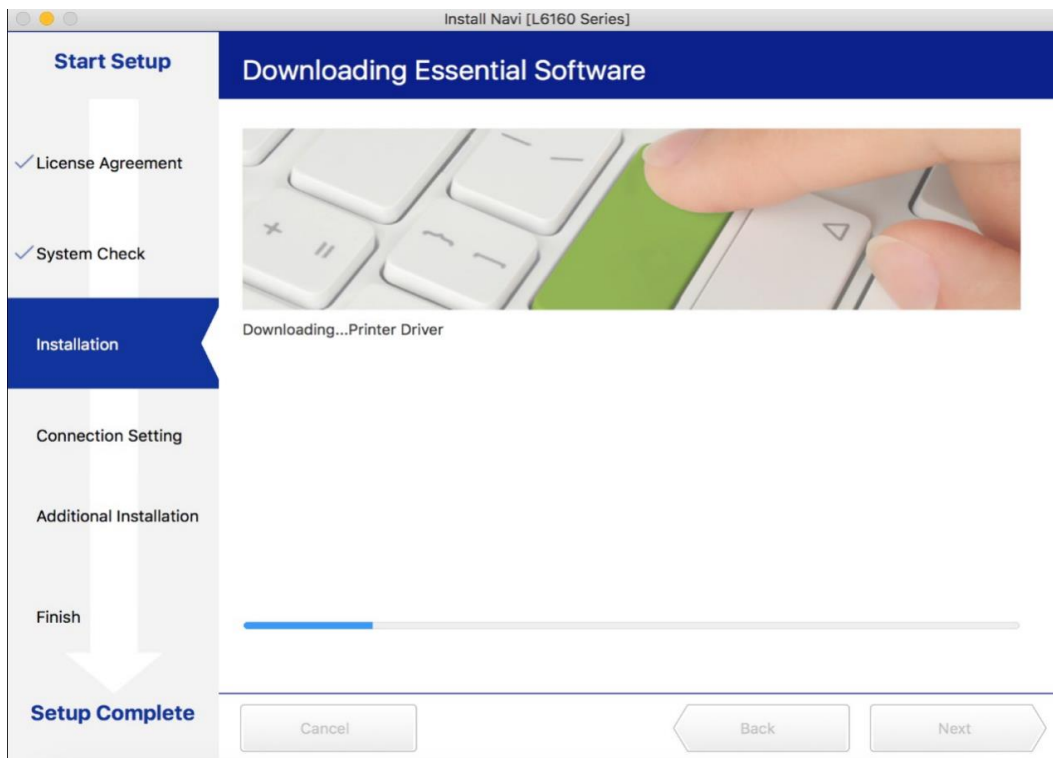 Install Navi [L6160 Series]
Start Setup
License Agreement
System Check
Installation
Connection Setting
Additional Installation
Finish
Setup Complete
Downloading Essential Software
Downloading...Printer Driver
Cancel
Back
Next